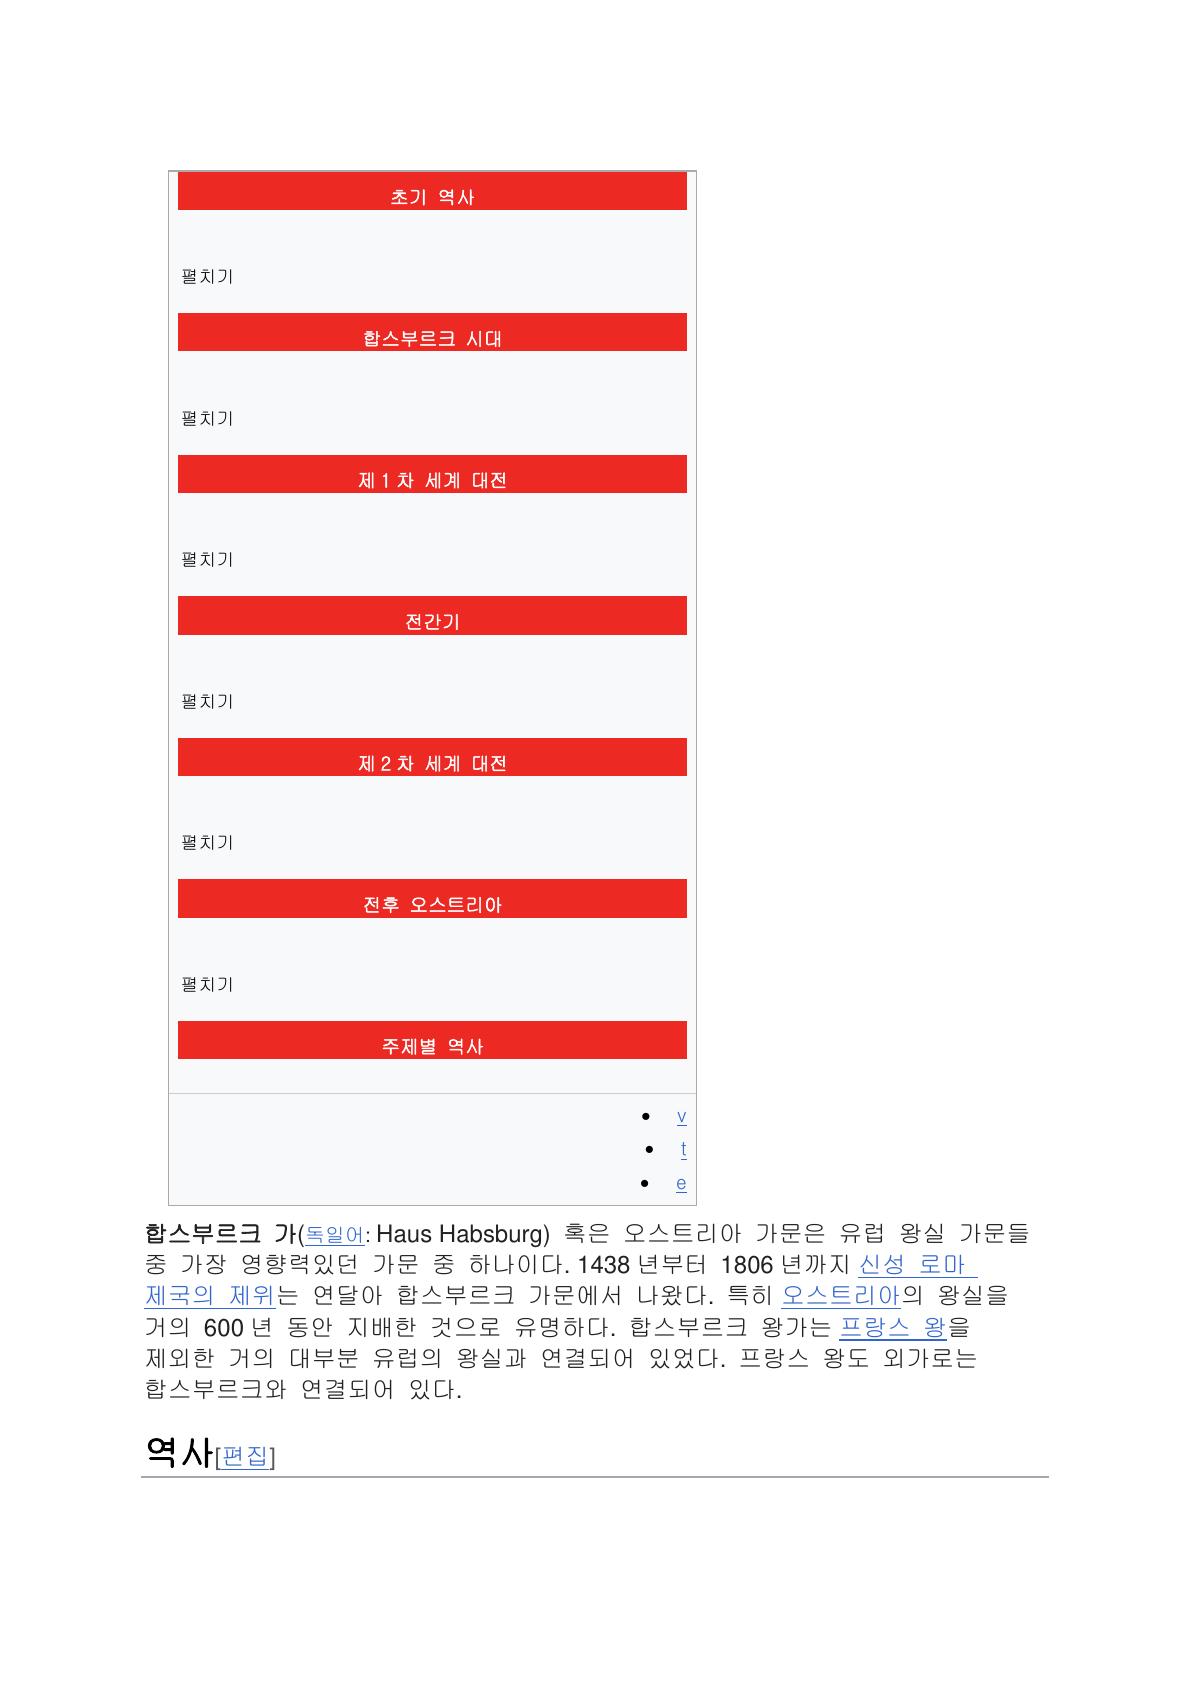 초기 역사
펼치기
합스부르크 시대
펼치기
제 1 차 세계 대전
펼치기
전간기
펼치기
제 2 차 세계 대전
펼치기
전후 오스트리아
펼치기
주제별 역사
• v
• t
• e
합스부르크 가(독일어: Haus Habsburg) 혹은 오스트리아 가문은 유럽 왕실 가문들
중 가장 영향력있던 가문 중 하나이다. 1438 년부터 1806 년까지 신성 로마
제국의 제위는 연달아 합스부르크 가문에서 나왔다. 특히 오스트리아의 왕실을
거의 600 년 동안 지배한 것으로 유명하다. 합스부르크 왕가는 프랑스 왕을
제외한 거의 대부분 유럽의 왕실과 연결되어 있었다. 프랑스 왕도 외가로는
합스부르크와 연결되어 있다.
역사[편집]